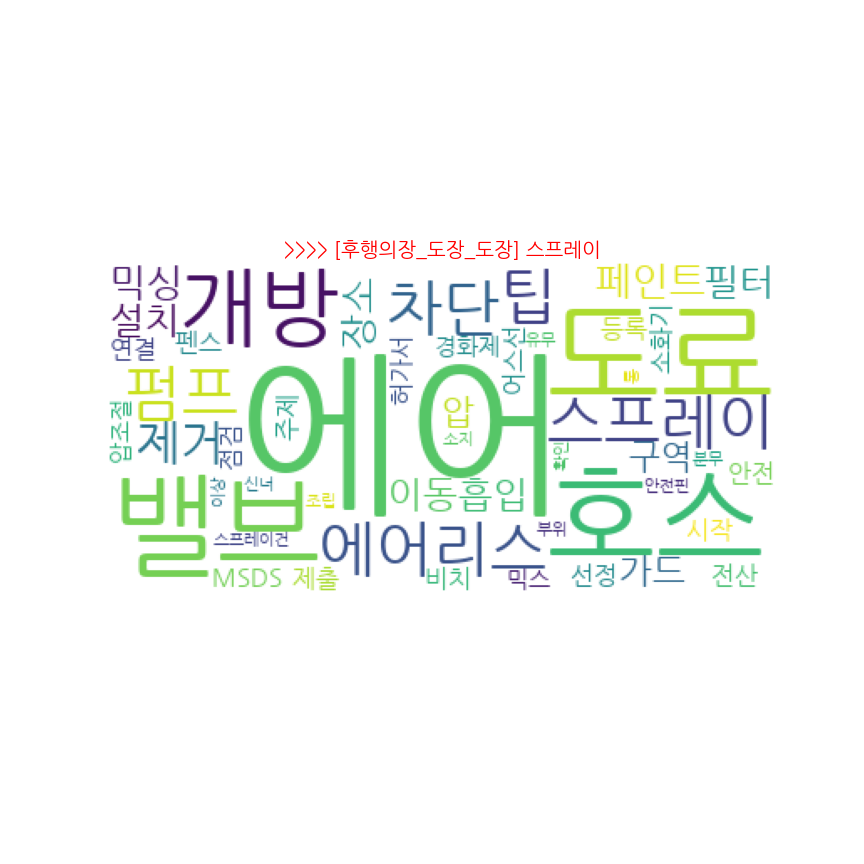 >>>> [후행의장_도장_도장] 스프레이
믹싱
개방
장소
차단
팁
페인트
필터
설치
연결
펜스
허가서
경화제
어스선
유무
도료
등록
통
소화기
펌프
에어
압조절
제거
점검
주제
압
소지
스프레이
확인
구역
분무
안전
밸브
이상
신너
조립
이동흡입
호스
안전핀
스프레이건
에어리스
부위
시작
MSDS
제출
비치
믹스
선정
가드
전산